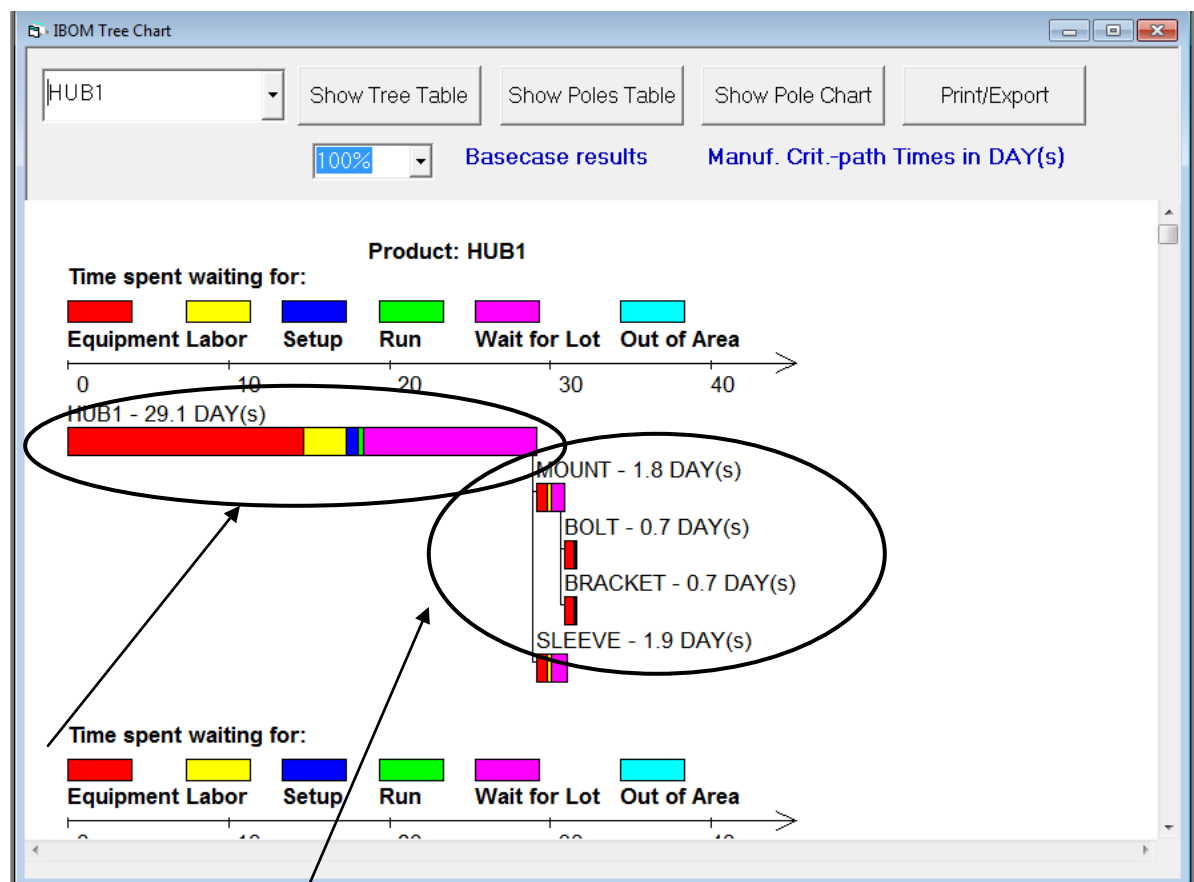 IBOM Tree Chart
HUB1
Show Tree Table
Show Poles Table
Show Pole Chart
Print/Export
100%
Basecase results
Manuf. Crit.-path Times in DAY(s)
Product: HUB1
Time spent waiting for:
Equipment Labor Setup Run Wait for Lot Out of Area
0 10 20 30 40
HUB1 - 29.1 DAY(s)
MOUNT - 1.8 DAY(s)
BOLT - 0.7 DAY(s)
BRACKET - 0.7 DAY(s)
SLEEVE - 1.9 DAY(s)
Time spent waiting for:
Equipment Labor Setup Run Wait for Lot Out of Area